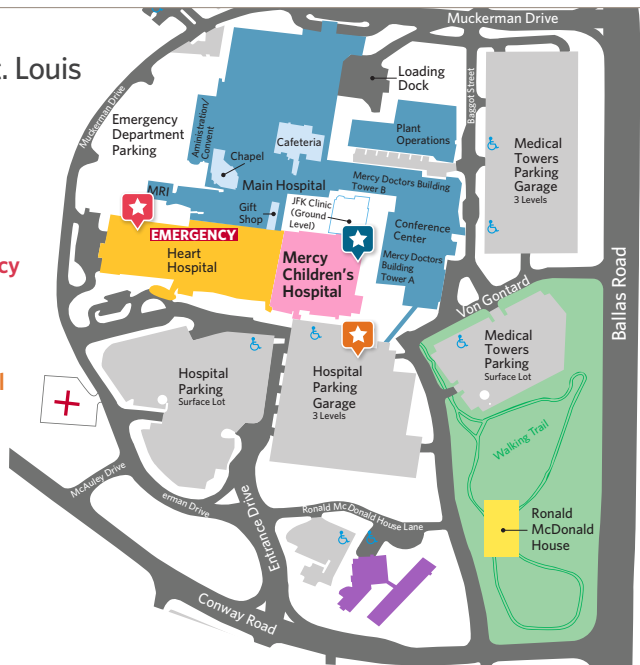 Muckerman Drive
t. Louis
Loading
Dock
Baggot Street
Muckerman Drive
Emergency
Department
Parking
Aministration/
Convent
Cafeteria
Plant
Operations
Medical
Towers
Parking
Garage
3 Levels
Chapel
Main Hospital
Mercy Doctors Building
Tower B
MRI
Gift
Shop
JFK Clinic
(Ground
Level)
Conference
Center
EMERGENCY
Heart
Hospital
Mercy
Children's
Hospital
Mercy Doctors
Building
Tower A
cy
Von Gontard
Ballas Road
Medical
Towers
Parking
Surface Lot
Hospital
Parking
Surface Lot
Hospital
Parking
Garage
3 Levels
l
Walking Trail
McAuley Drive
erman Drive
Entrance Drive
Ronald McDonald House Lane
Ronald
McDonald
House
Conway Road